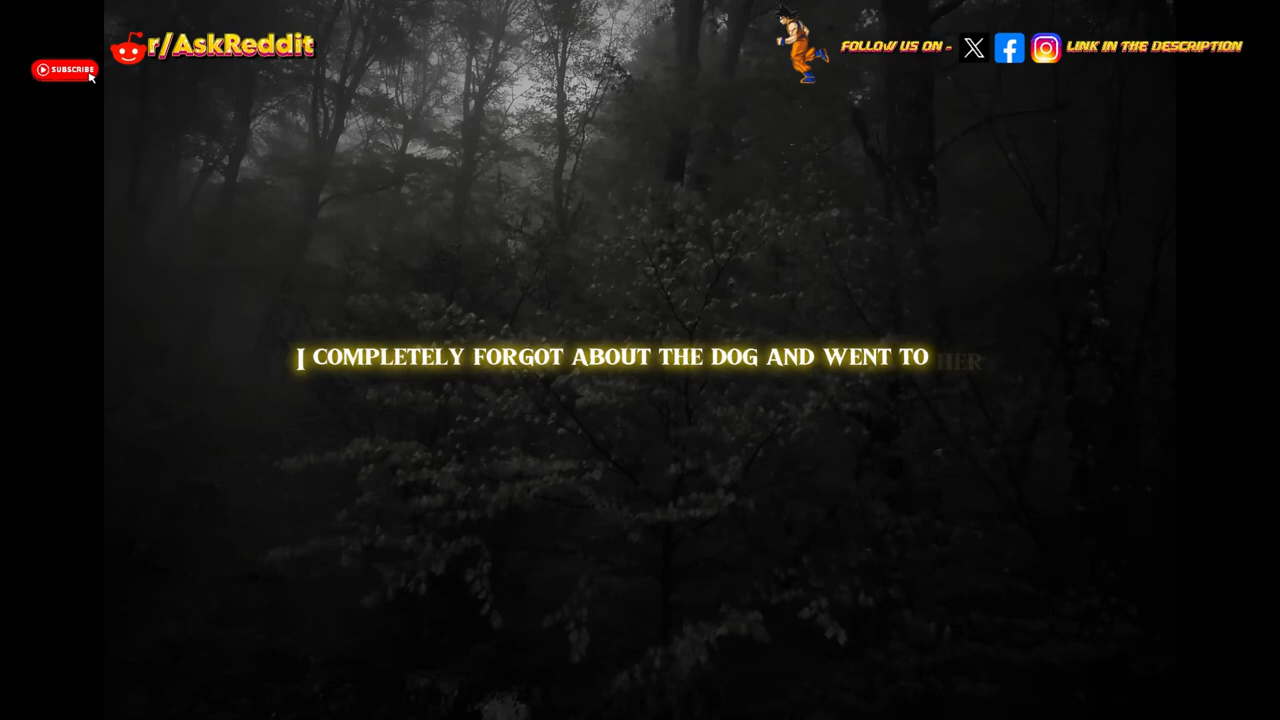 r/AskReddit
SUBSCRIBE
FOLLOW US ON -
LINK IN THE DESCRIPTION
I COMPLETELY FORGOT ABOUT THE DOG AND WENT TO